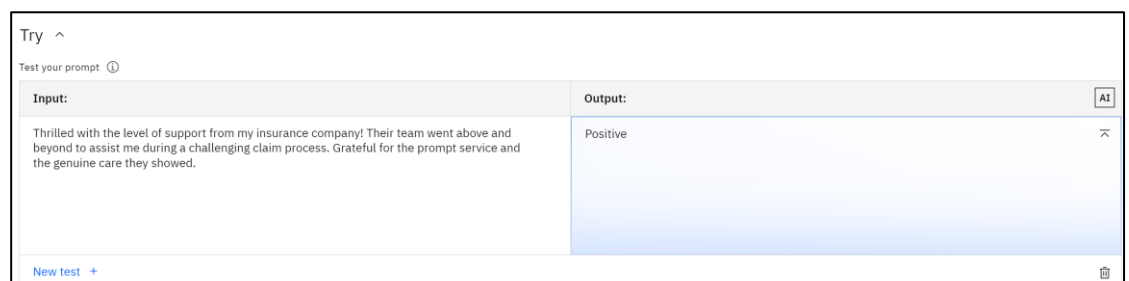 Try
Test your prompt
Input:
Output:
AI
Thrilled with the level of support from my insurance company! Their team went above and
beyond to assist me during a challenging claim process. Grateful for the prompt service and
the genuine care they showed.
Positive
New test +